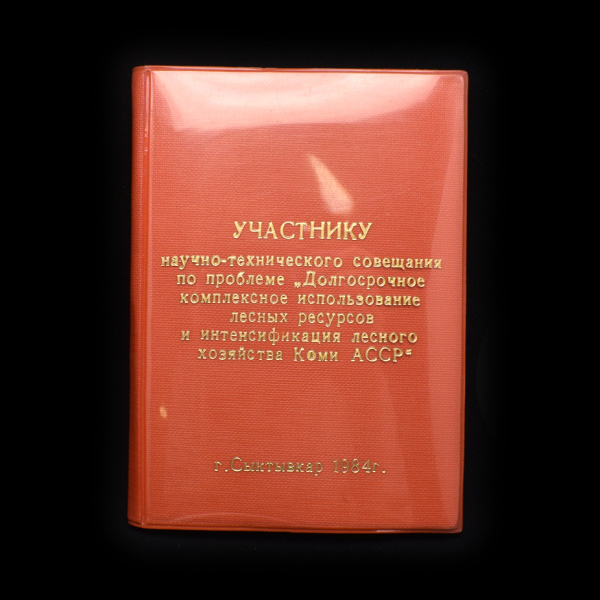 УЧАСТНИКУ
научно-технического совещания
по проблеме „Долгосрочное
комплексное использование
лесных ресурсов
и интенсификация лесного
хозяйства Коми АССР“
г.Сыктывкар 1984г.